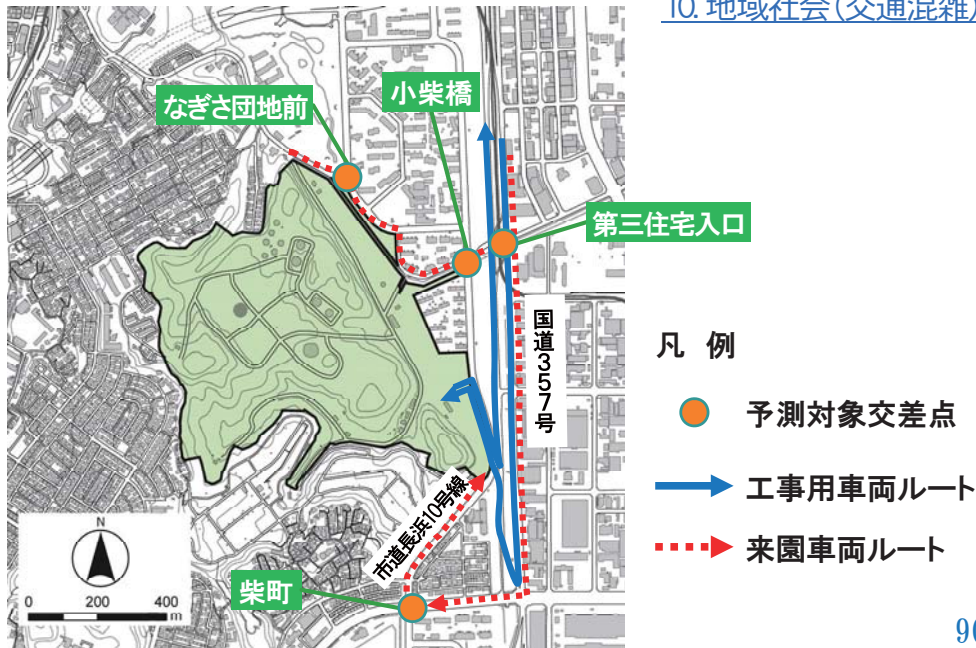 10. 地域社会(交通混雑)
なぎさ団地前
小柴橋
第三住宅入口
国道357号
市道長浜10号線
柴町
N
0 200 400
m
凡 例
予測対象交差点
工事用車両ルート
来園車両ルート